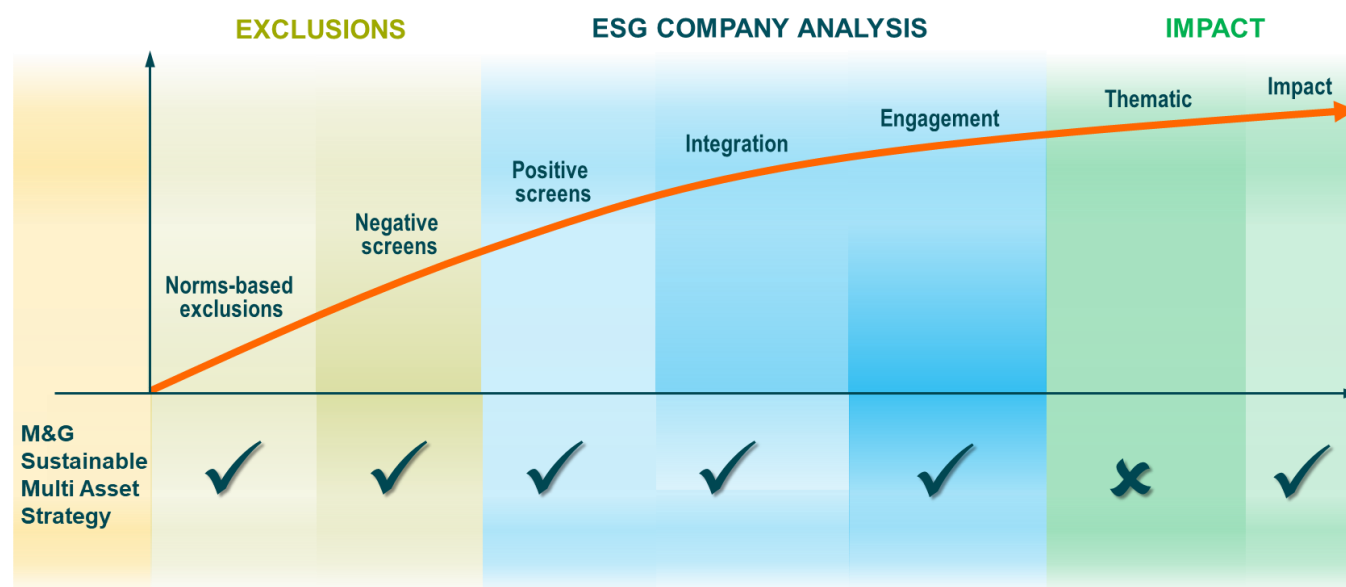 EXCLUSIONS
ESG COMPANY ANALYSIS
IMPACT
Impact
Thematic
Engagement
Integration
Positive
screens
Negative
screens
Norms-based
exclusions
M&G
Sustainable
Multi Asset
Strategy